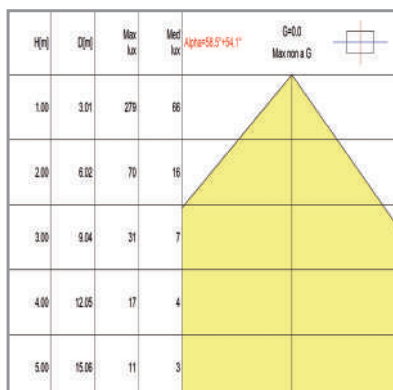 H[m] D[m] Max lux Med lux Alpha=58.5°+54.1° G=0.0 Max non a G
1.00 3.01 279 66
2.00 6.02 70 16
3.00 9.04 31 7
4.00 12.05 17 4
5.00 15.06 11 3